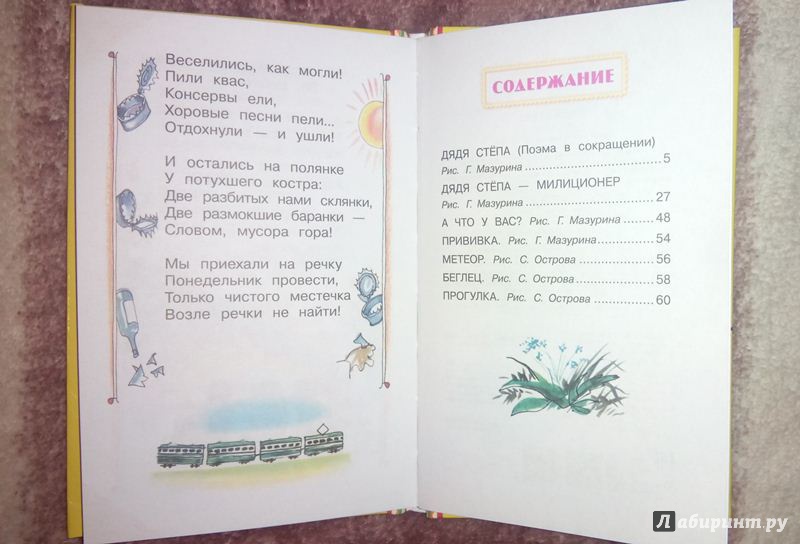 Веселились, как могли!
Пили квас,
Консервы ели,
Хоровые песни пели...
Отдохнули — и ушли!
И остались на полянке
У потухшего костра:
Две разбитых нами склянки,
Две размокшие баранки —
Словом, мусора гора!
Мы приехали на речку
Понедельник провести,
Только чистого местечка
Возле речки не найти!
СОДЕРЖАНИЕ
ДЯДЯ СТЁПА (Поэма в сокращении)
Рис. Г. Мазурина ........................ 5
ДЯДЯ СТЁПА — МИЛИЦИОНЕР
Рис. Г. Мазурина ........................ 27
А ЧТО У ВАС? Рис. Г. Мазурина ...... 48
ПРИВИВКА. Рис. Г. Мазурина .......... 54
МЕТЕОР. Рис. С. Острова ............... 56
БЕГЛЕЦ. Рис. С. Острова ............... 58
ПРОГУЛКА. Рис. С. Острова ............ 60
Лабиринт.ру